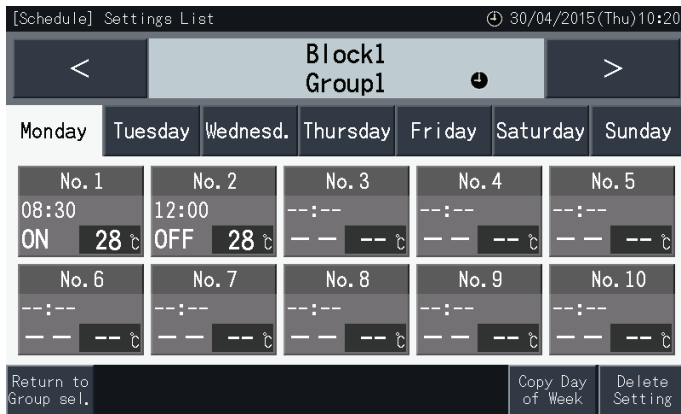 [Schedule] Settings List 30/04/2015(Thu)10:20
< Block1 >
Group1
Monday Tuesday Wednesd. Thursday Friday Saturday Sunday
No.1 No.2 No.3 No.4 No.5
08:30 12:00 --:-- --:-- --:--
ON 28℃ OFF 28℃ -- --℃ -- --℃ -- --℃
No.6 No.7 No.8 No.9 No.10
--:-- --:-- --:-- --:-- --:--
-- --℃ -- --℃ -- --℃ -- --℃ -- --℃
Return to Copy Day Delete
Group sel. of Week Setting